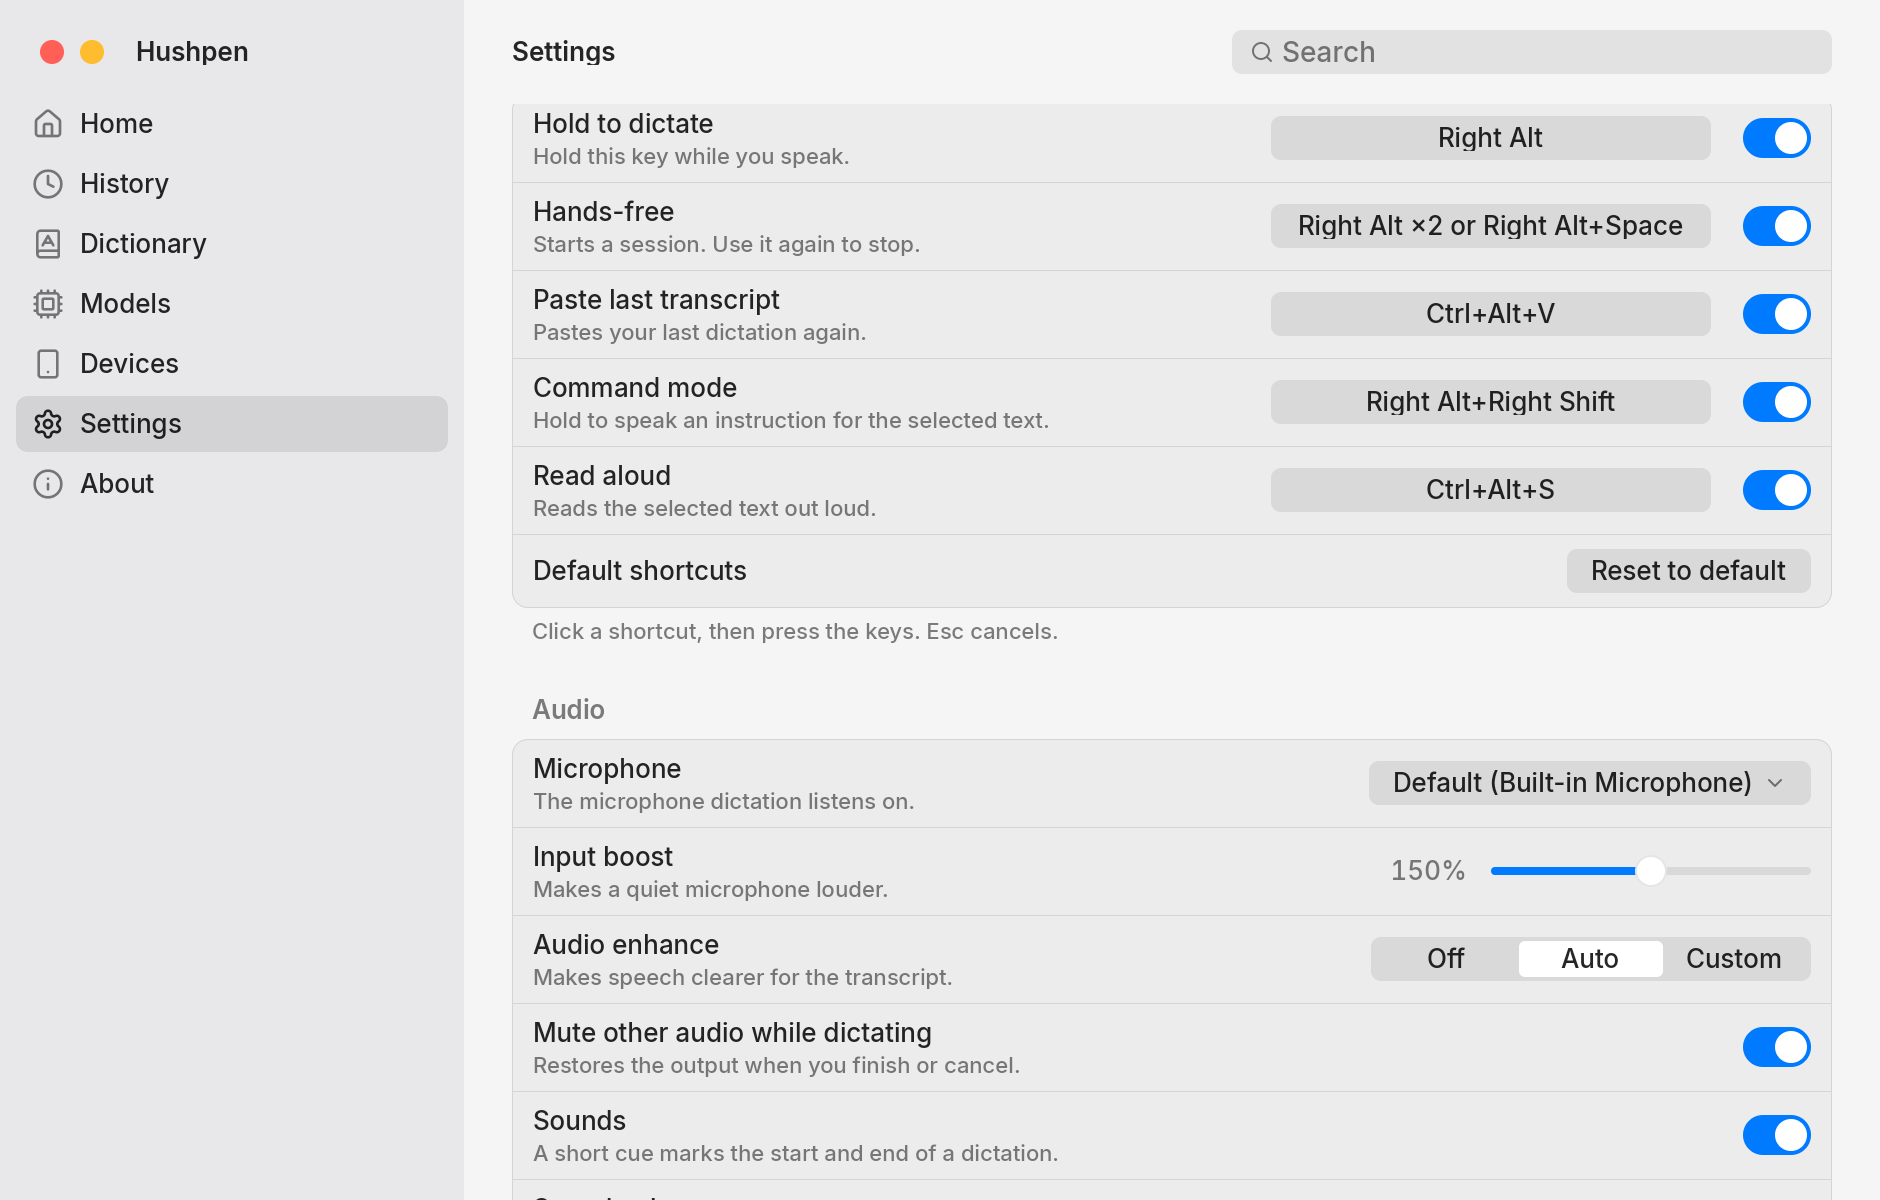 Hushpen
Home
History
Dictionary
Models
Devices
Settings
About
Settings
Search
Hold to dictate
Hold this key while you speak.
Right Alt
Hands-free
Starts a session. Use it again to stop.
Right Alt ×2 or Right Alt+Space
Paste last transcript
Pastes your last dictation again.
Ctrl+Alt+V
Command mode
Hold to speak an instruction for the selected text.
Right Alt+Right Shift
Read aloud
Reads the selected text out loud.
Ctrl+Alt+S
Default shortcuts
Reset to default
Click a shortcut, then press the keys. Esc cancels.
Audio
Microphone
The microphone dictation listens on.
Default (Built-in Microphone)
Input boost
Makes a quiet microphone louder.
150%
Audio enhance
Makes speech clearer for the transcript.
Off
Auto
Custom
Mute other audio while dictating
Restores the output when you finish or cancel.
Sounds
A short cue marks the start and end of a dictation.